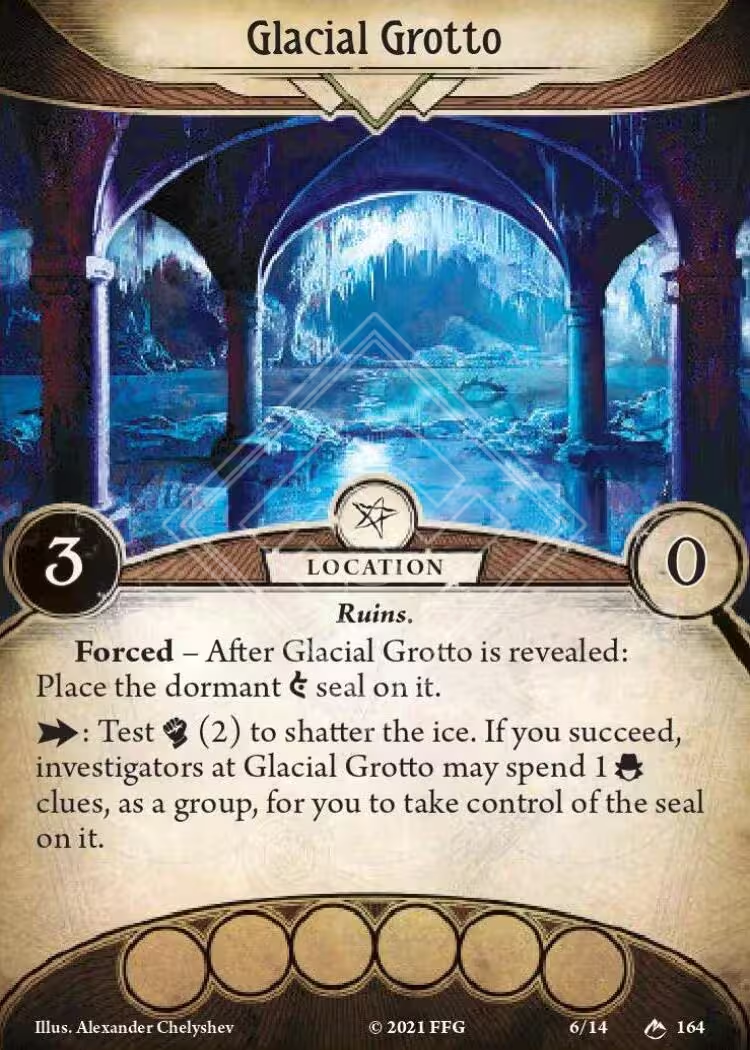 Glacial Grotto
3
LOCATION
0
Ruins.
Forced – After Glacial Grotto is revealed:
Place the dormant seal on it.
: Test (2) to shatter the ice. If you succeed,
investigators at Glacial Grotto may spend 1
clues, as a group, for you to take control of the seal
on it.
Illus. Alexander Chelyshev
© 2021 FFG
6/14
164